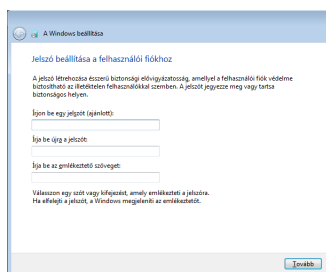 A Windows beállítása
Jelszó beállítása a felhasználói fiókhoz
A jelszó létrehozása ésszerű biztonsági elővigyázatosság, amellyel a felhasználói fiók védelme
biztosítható az illetéktelen felhasználókkal szemben. A jelszót jegyezze meg vagy tartsa
biztonságos helyen.
Írjon be egy jelszót (ajánlott):
Írja be újra a jelszót:
Írja be az emlékeztető szöveget:
Válasszon egy szót vagy kifejezést, amely emlékezteti a jelszóra.
Ha elfelejti a jelszót, a Windows megjeleníti az emlékeztetőt.
Tovább